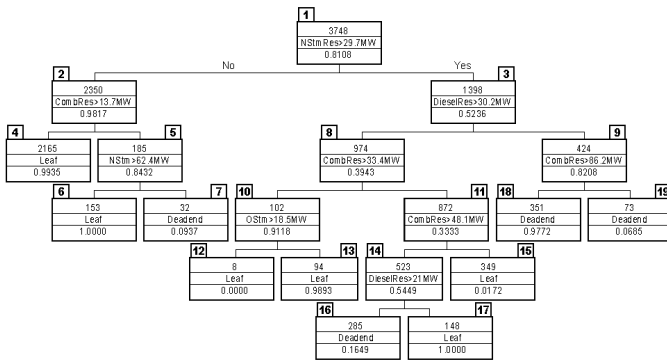 1
3748
NStmRes>29.7MW
0.8108
No
Yes
2
2350
CombRes>13.7MW
0.9817
3
1398
DieselRes>30.2MW
0.5236
4
2165
Leaf
0.9935
5
185
NStm>62.4MW
0.8432
8
974
CombRes>33.4MW
0.3943
9
424
CombRes>86.2MW
0.8208
6
153
Leaf
1.0000
7
32
Deadend
0.0937
10
102
OStm>18.5MW
0.9118
11
872
CombRes>48.1MW
0.3333
18
351
Deadend
0.9772
19
73
Deadend
0.0685
12
8
Leaf
0.0000
13
94
Leaf
0.9893
14
523
DieselRes>21MW
0.5449
15
349
Leaf
0.0172
16
285
Deadend
0.1649
17
148
Leaf
1.0000